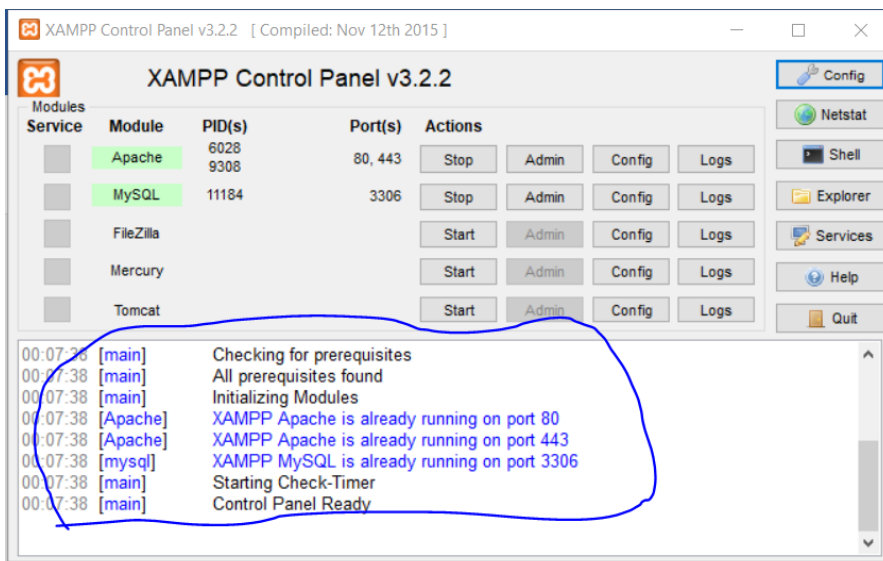 XAMPP Control Panel v3.2.2 [ Compiled: Nov 12th 2015 ]
XAMPP Control Panel v3.2.2
Config
Modules
Service Module PID(s) Port(s) Actions
Netstat
Apache 6028 9308 80, 443 Stop Admin Config Logs
Shell
MySQL 11184 3306 Stop Admin Config Logs
Explorer
FileZilla Start Admin Config Logs
Services
Mercury Start Admin Config Logs
Help
Tomcat Start Admin Config Logs
Quit
00:07:38 [main] Checking for prerequisites
00:07:38 [main] All prerequisites found
00:07:38 [main] Initializing Modules
00:07:38 [Apache] XAMPP Apache is already running on port 80
00:07:38 [Apache] XAMPP Apache is already running on port 443
00:07:38 [mysql] XAMPP MySQL is already running on port 3306
00:07:38 [main] Starting Check-Timer
00:07:38 [main] Control Panel Ready